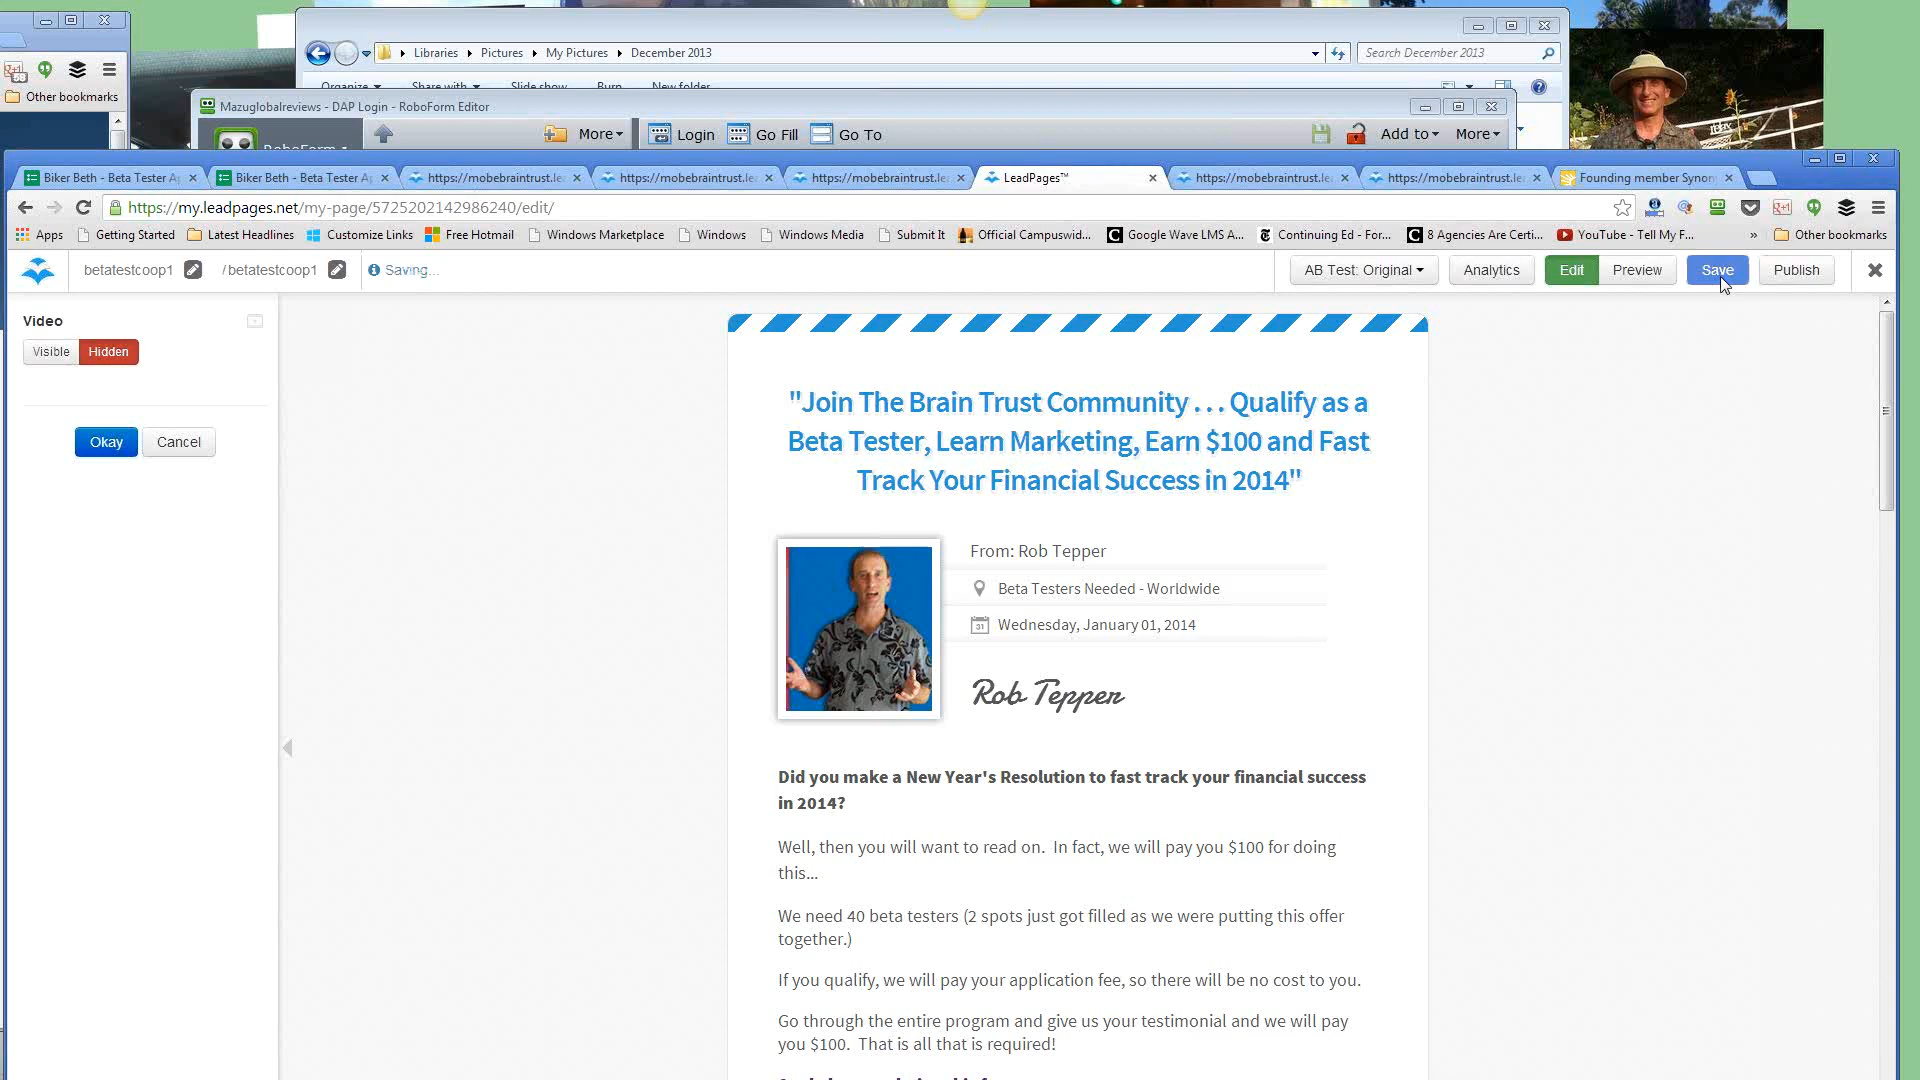 Other bookmarks
Libraries
Pictures
My Pictures
December 2013
Search December 2013
Organize
Share with
Slide show
Burn
New folder
Mazuglobalreviews - DAP Login - RoboForm Editor
RoboForm
More
Login
Go Fill
Go To
Add to
More
Biker Beth - Beta Tester Ap
Biker Beth - Beta Tester Ap
https://mobebraintrust.le
https://mobebraintrust.le
https://mobebraintrust.le
LeadPages™
https://mobebraintrust.le
https://mobebraintrust.le
Founding member Synon
https://my.leadpages.net/my-page/5725202142986240/edit/
Apps
Getting Started
Latest Headlines
Customize Links
Free Hotmail
Windows Marketplace
Windows
Windows Media
Submit It
Official Campuswid...
Google Wave LMS A...
Continuing Ed - For...
8 Agencies Are Certi...
YouTube - Tell My F...
»
Other bookmarks
betatestcoop1
/betatestcoop1
Saving...
AB Test: Original
Analytics
Edit
Preview
Save
Publish
Video
Visible
Hidden
Okay
Cancel
"Join The Brain Trust Community . . . Qualify as a
Beta Tester, Learn Marketing, Earn $100 and Fast
Track Your Financial Success in 2014"
From: Rob Tepper
Beta Testers Needed - Worldwide
31
Wednesday, January 01, 2014
Rob Tepper
Did you make a New Year's Resolution to fast track your financial success
in 2014?
Well, then you will want to read on.  In fact, we will pay you $100 for doing
this...
We need 40 beta testers (2 spots just got filled as we were putting this offer
together.)
If you qualify, we will pay your application fee, so there will be no cost to you.
Go through the entire program and give us your testimonial and we will pay
you $100.  That is all that is required!